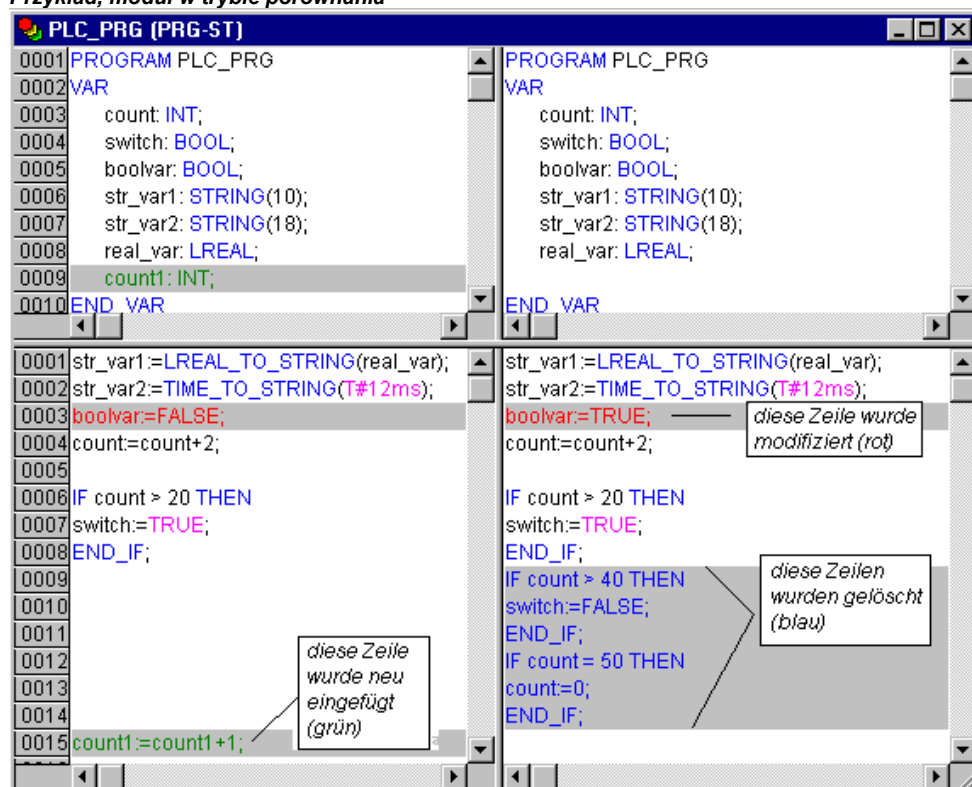 Przykład, moduł w trybie porównania
PLC_PRG (PRG-ST)
0001 PROGRAM PLC_PRG
0002 VAR
0003 count: INT;
0004 switch: BOOL;
0005 boolvar: BOOL;
0006 str_var1: STRING(10);
0007 str_var2: STRING(18);
0008 real_var: LREAL;
0009 count1: INT;
0010 END_VAR
PROGRAM PLC_PRG
VAR
count: INT;
switch: BOOL;
boolvar: BOOL;
str_var1: STRING(10);
str_var2: STRING(18);
real_var: LREAL;
END_VAR
0001 str_var1:=LREAL_TO_STRING(real_var);
0002 str_var2:=TIME_TO_STRING(T#12ms);
0003 boolvar:=FALSE;
0004 count:=count+2;
0005
0006 IF count > 20 THEN
0007 switch:=TRUE;
0008 END_IF;
0009
0010
0011
0012
0013
0014
0015 count1:=count1+1;
diese Zeile
wurde neu
eingefügt
(grün)
str_var1:=LREAL_TO_STRING(real_var);
str_var2:=TIME_TO_STRING(T#12ms);
boolvar:=TRUE;
count:=count+2;
IF count > 20 THEN
switch:=TRUE;
END_IF;
IF count > 40 THEN
switch:=FALSE;
END_IF;
IF count = 50 THEN
count:=0;
END_IF;
diese Zeile wurde
modifiziert (rot)
diese Zeilen
wurden gelöscht
(blau)